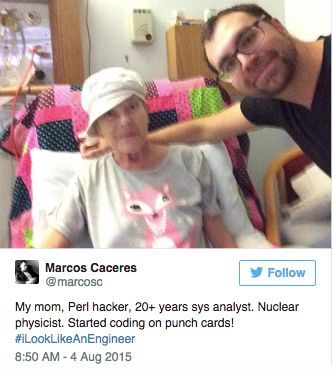 Marcos Caceres
@marcosc
Follow
My mom, Perl hacker, 20+ years sys analyst. Nuclear
physicist. Started coding on punch cards!
#iLookLikeAnEngineer
8:50 AM - 4 Aug 2015